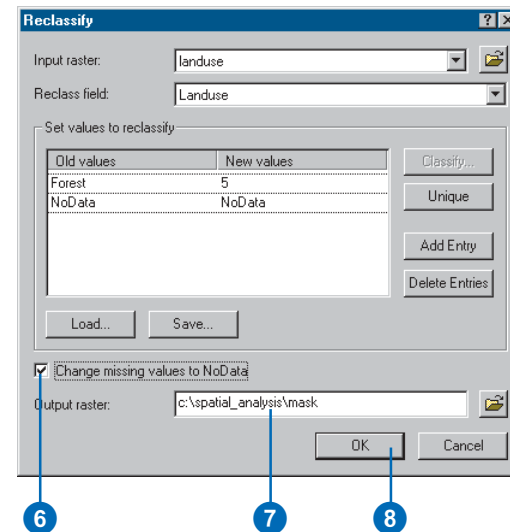 Reclassify
Input raster: landuse
Reclass field: Landuse
Set values to reclassify
Old values New values
Forest 5
NoData NoData
Classify...
Unique
Add Entry
Delete Entries
Load... Save...
Change missing values to NoData
Output raster: c:\spatial_analysis\mask
OK Cancel
6 7 8